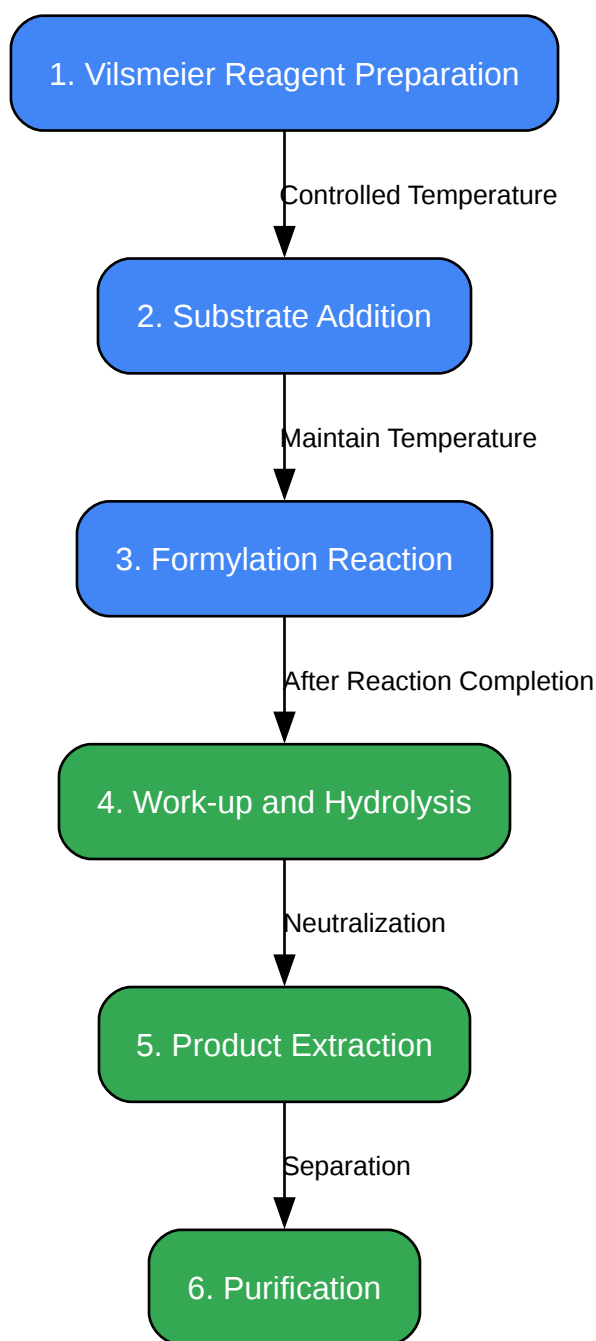 1. Vilsmeier Reagent Preparation
Controlled Temperature
2. Substrate Addition
Maintain Temperature
3. Formylation Reaction
After Reaction Completion
4. Work-up and Hydrolysis
Neutralization
5. Product Extraction
Separation
6. Purification